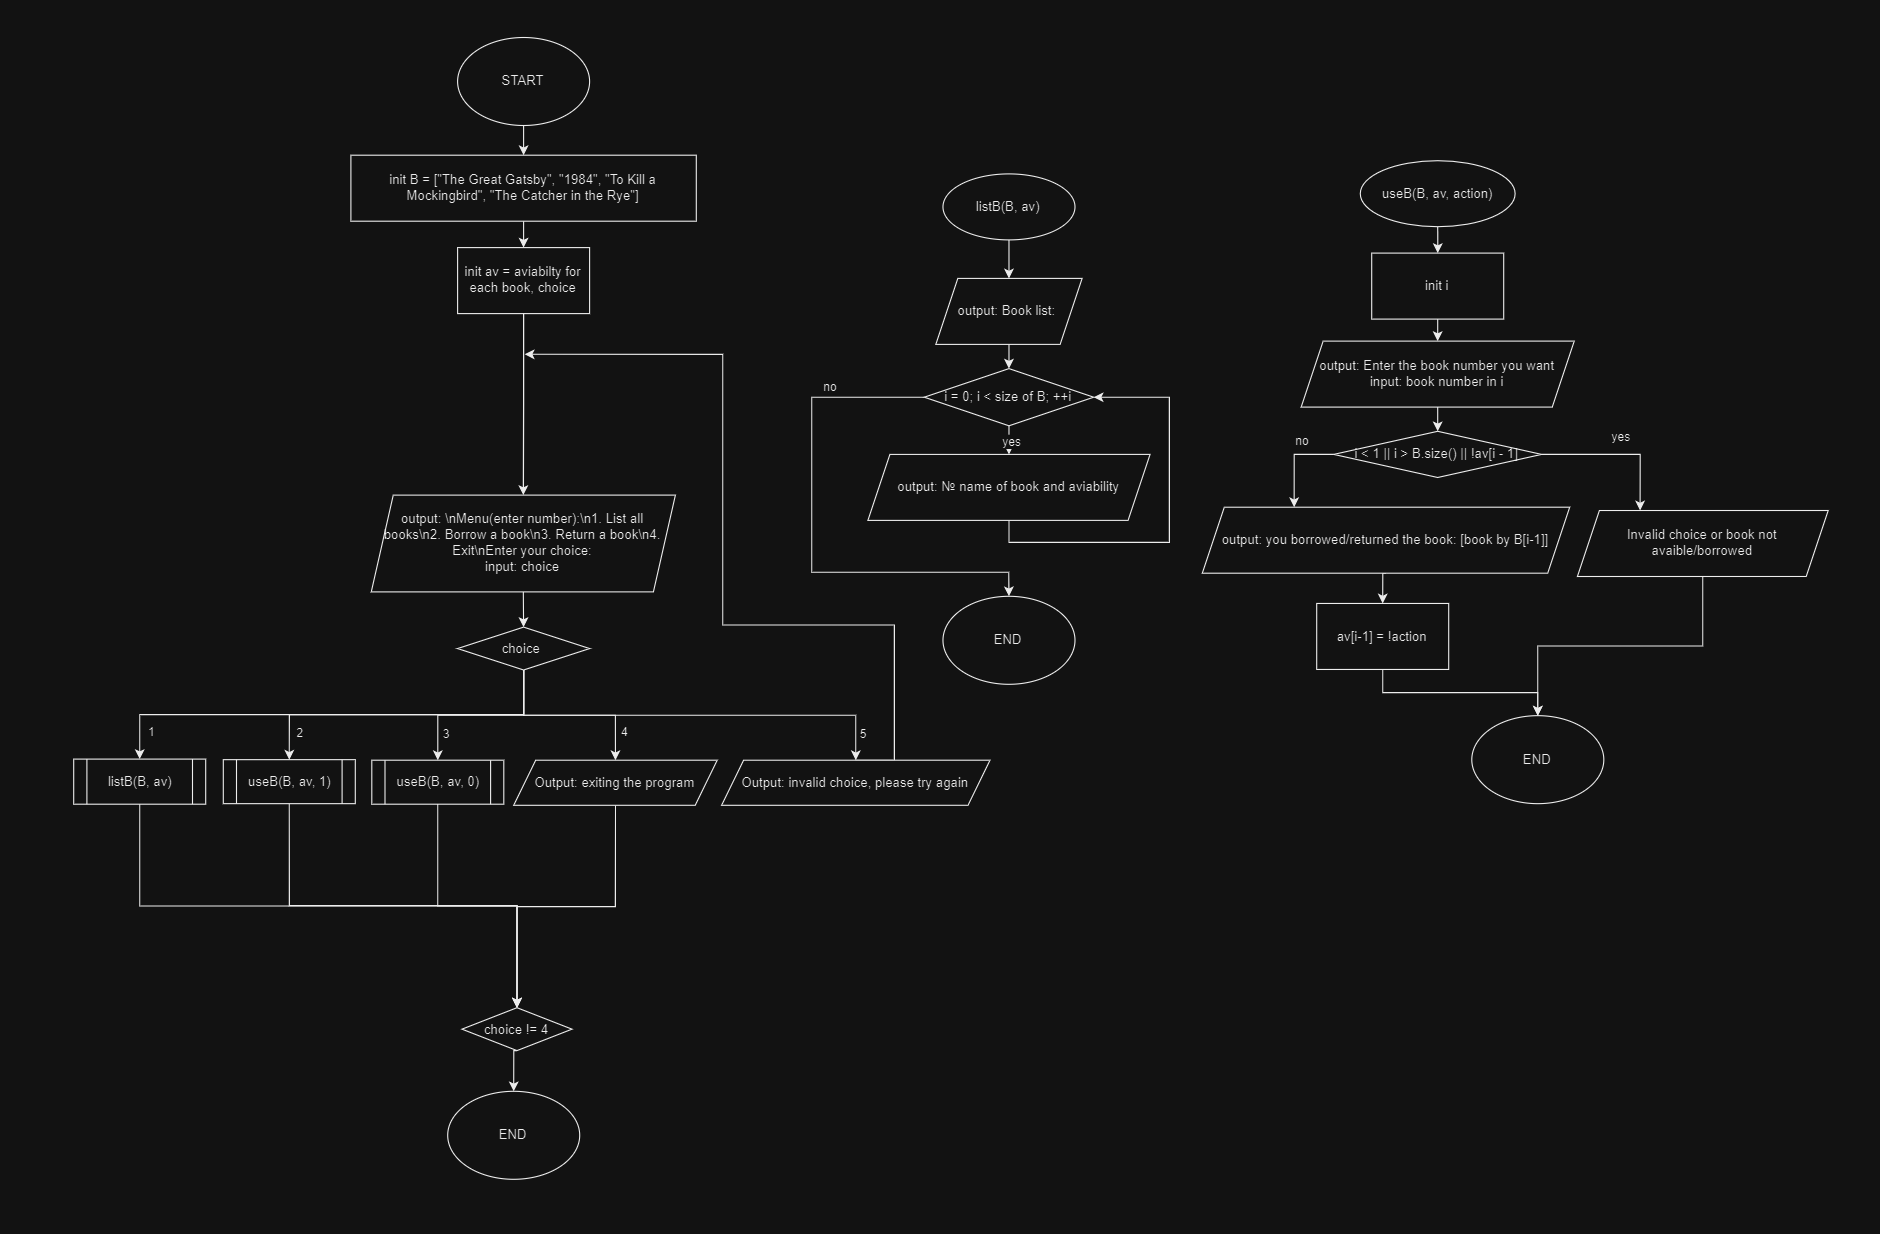 START
init B = ["The Great Gatsby", "1984", "To Kill a
Mockingbird", "The Catcher in the Rye"]
init av = aviabilty for
each book, choice
output: \nMenu(enter number):\n1. List all
books\n2. Borrow a book\n3. Return a book\n4.
Exit\nEnter your choice:
input: choice
choice
1
2
3
4
5
listB(B, av)
useB(B, av, 1)
useB(B, av, 0)
Output: exiting the program
Output: invalid choice, please try again
choice != 4
END
listB(B, av)
output: Book list:
i = 0; i < size of B; ++i
no
yes
output: № name of book and aviability
END
useB(B, av, action)
init i
output: Enter the book number you want
input: book number in i
i < 1 || i > B.size() || !av[i - 1]
no
yes
output: you borrowed/returned the book: [book by B[i-1]]
Invalid choice or book not
avaible/borrowed
av[i-1] = !action
END